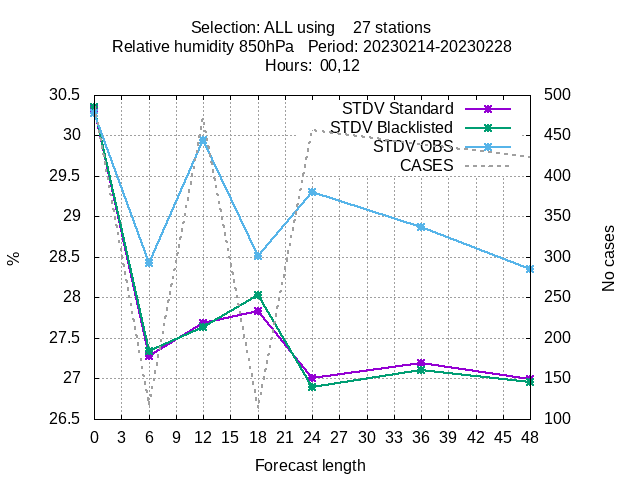 Selection: ALL using    27 stations
Relative humidity 850hPa   Period: 20230214-20230228
Hours:  00,12
30.5
30
29.5
29
28.5
28
27.5
27
26.5
%
STDV Standard
STDV Blacklisted
STDV OBS
CASES
500
450
400
350
300
250
200
150
100
No cases
0 3 6 9 12 15 18 21 24 27 30 33 36 39 42 45 48
Forecast length